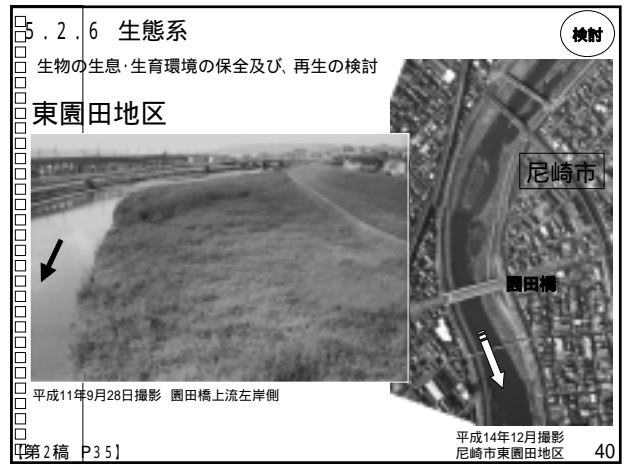 5.2.6 生態系
検討
生物の生息･生育環境の保全及び、再生の検討
東園田地区
尼崎市
園田橋
平成11年9月28日撮影 園田橋上流左岸側
平成14年12月撮影
尼崎市東園田地区
第2稿 P35】
40